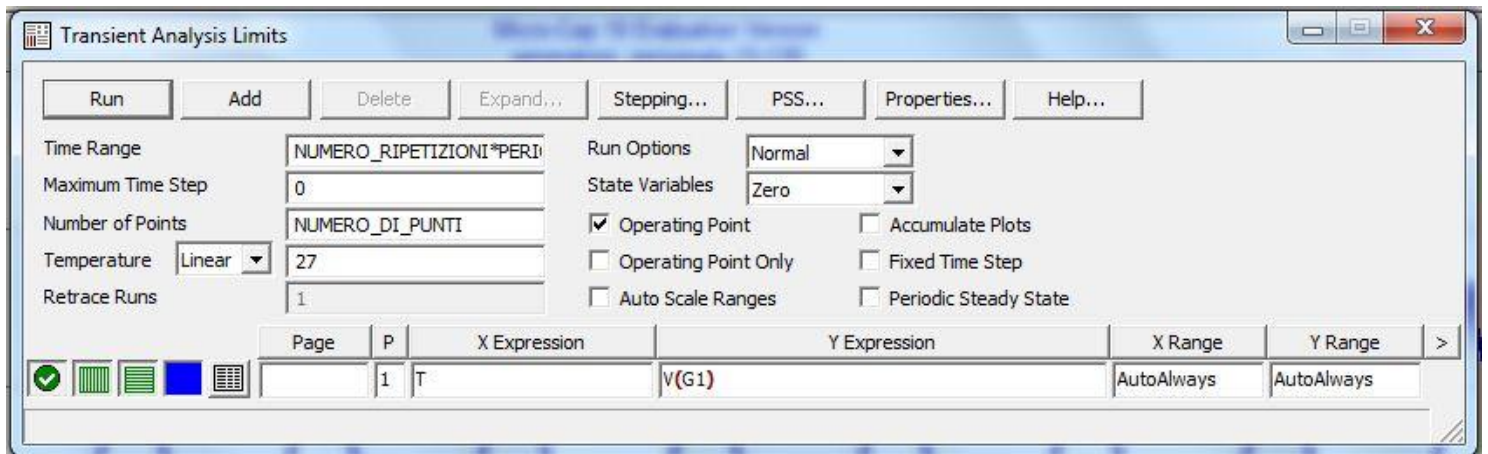 Transient Analysis Limits
Run Add Delete Expand... Stepping... PSS... Properties... Help...
Time Range NUMERO_RIPETIZIONI*PERI Run Options Normal
Maximum Time Step 0 State Variables Zero
Number of Points NUMERO_DI_PUNTI Operating Point Accumulate Plots
Temperature Linear 27 Operating Point Only Fixed Time Step
Retrace Runs 1 Auto Scale Ranges Periodic Steady State
Page P X Expression Y Expression X Range Y Range >
1 T V(G1) AutoAlways AutoAlways